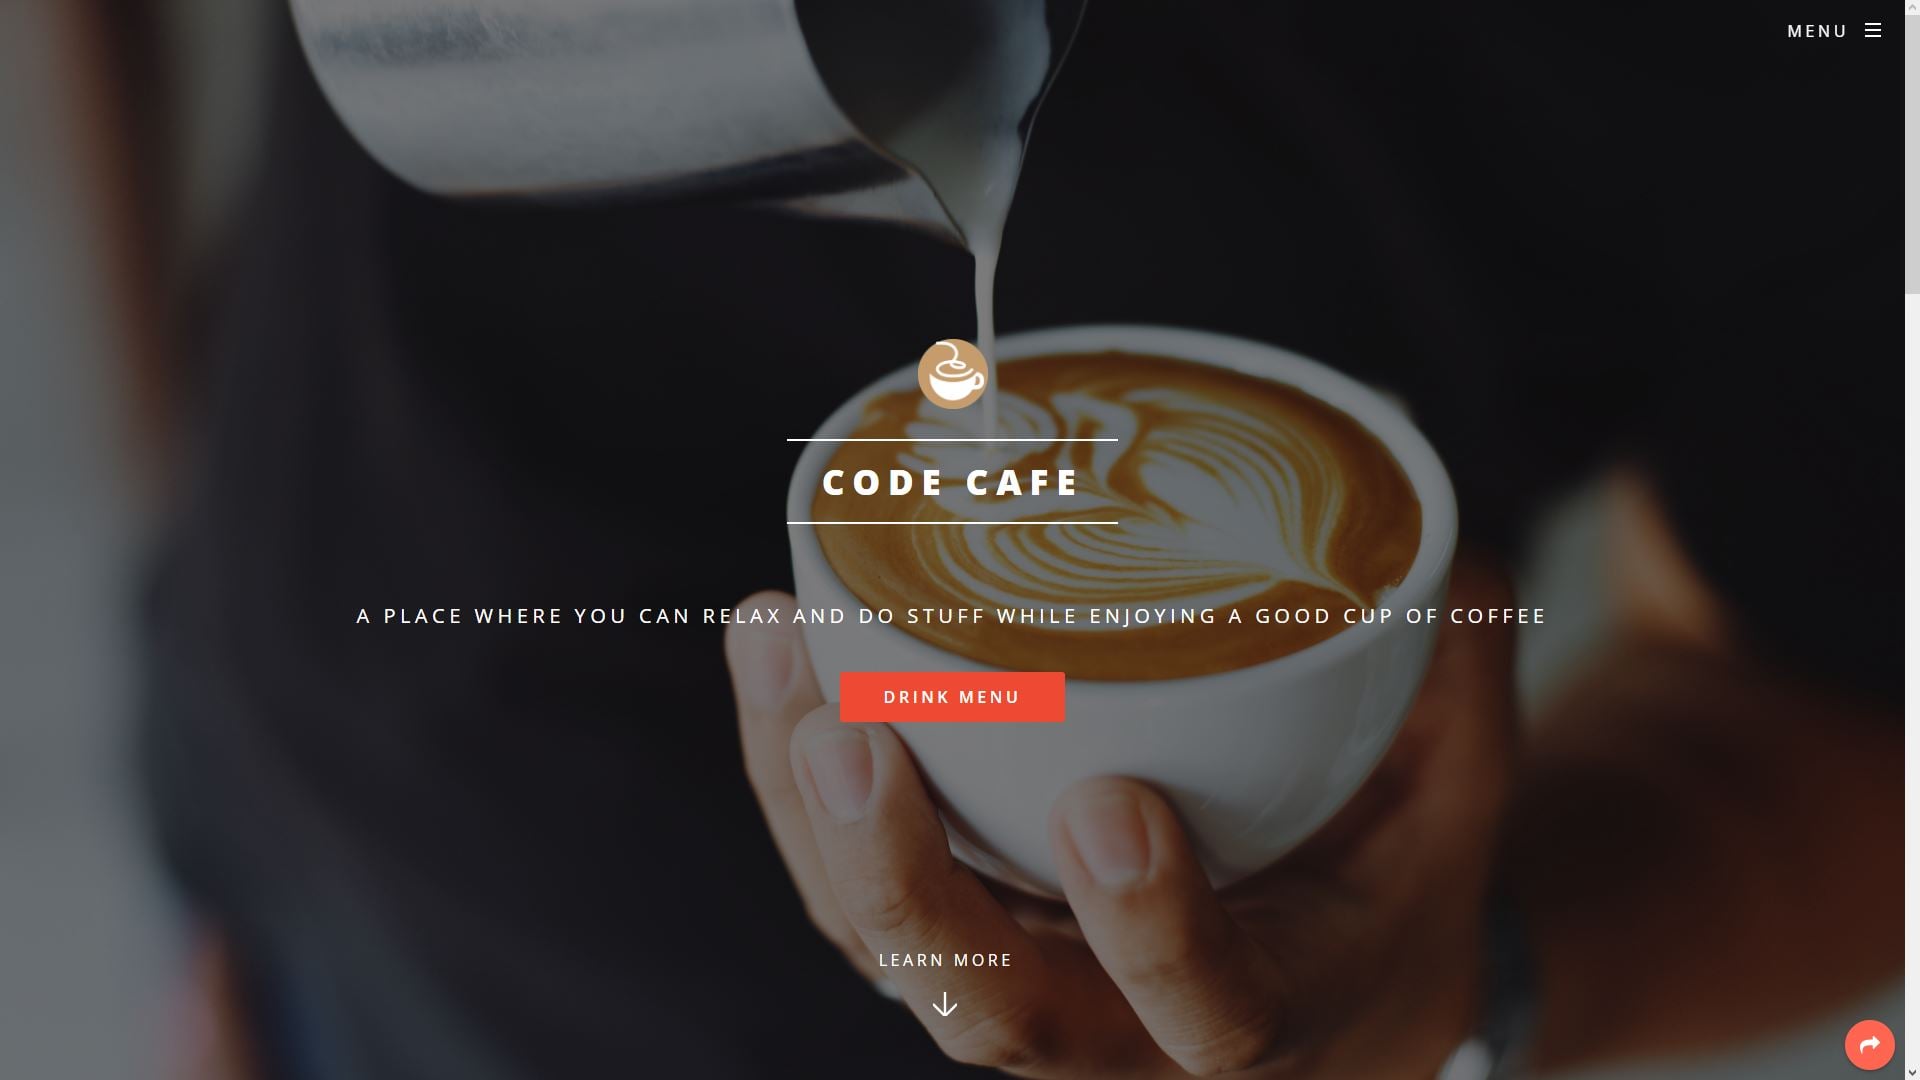 MENU
CODE CAFE
A PLACE WHERE YOU CAN RELAX AND DO STUFF WHILE ENJOYING A GOOD CUP OF COFFEE
DRINK MENU
LEARN MORE